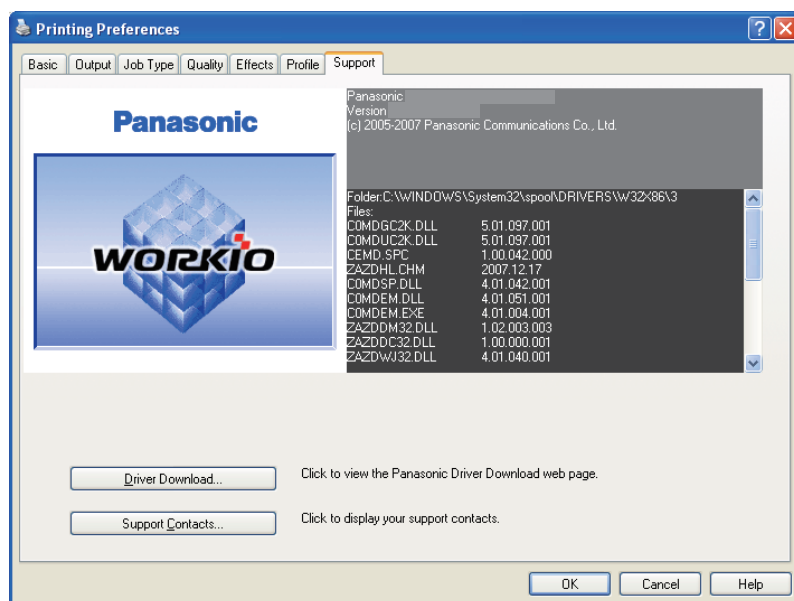 Printing Preferences
Basic Output Job Type Quality Effects Profile Support
Panasonic
WORKIO
Panasonic
Version
(c) 2005-2007 Panasonic Communications Co., Ltd.
Folder:C:\WINDOWS\System32\spool\DRIVERS\W32X86\3
Files:
C0MDGC2K.DLL 5.01.097.001
C0MDUC2K.DLL 5.01.097.001
CEMD.SPC 1.00.042.000
ZAZDHL.CHM 2007.12.17
C0MDSP.DLL 4.01.042.001
C0MDEM.DLL 4.01.051.001
C0MDEM.EXE 4.01.004.001
ZAZDDM32.DLL 1.02.003.003
ZAZDDC32.DLL 1.00.000.001
ZAZDWJ32.DLL 4.01.040.001
Driver Download... Click to view the Panasonic Driver Download web page.
Support Contacts... Click to display your support contacts.
OK Cancel Help